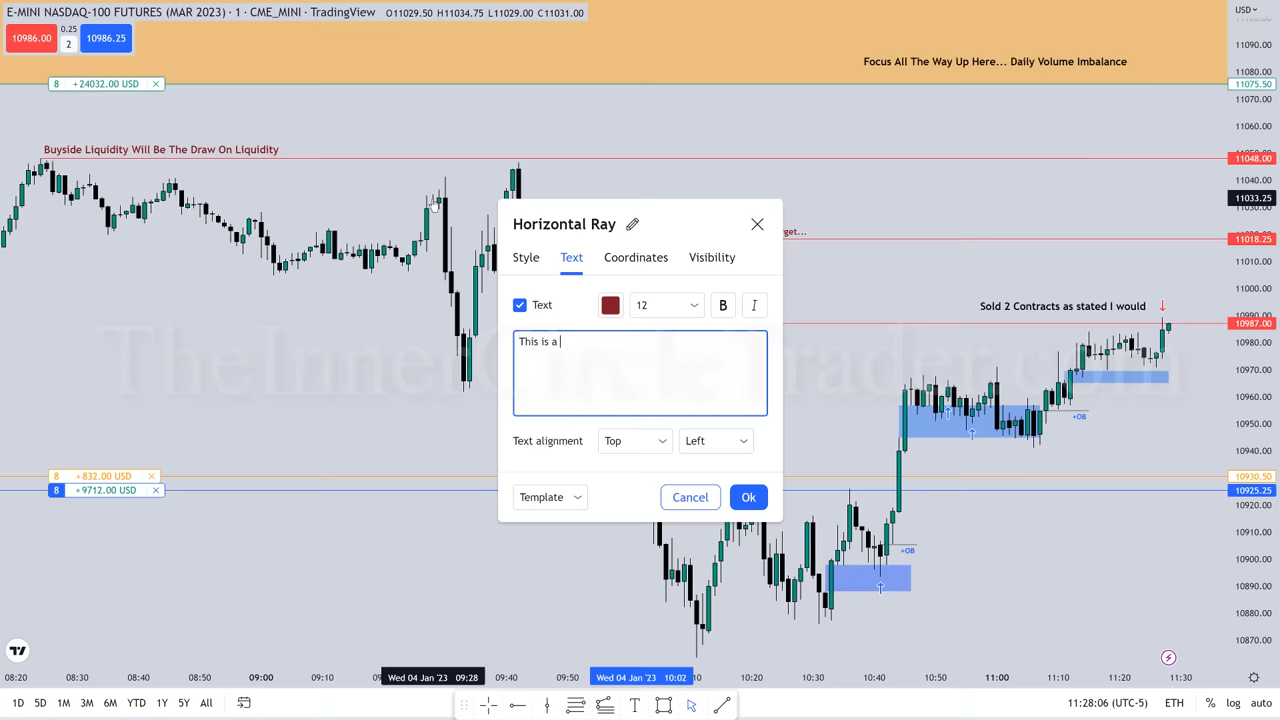 E-MINI NASDAQ-100 FUTURES (MAR 2023) · 1 · CME_MINI · TradingView O11029.50 H11034.75 L11029.00 C11031.00
USD
10986.00 0.25 2 10986.25
11090.00
Focus All The Way Up Here... Daily Volume Imbalance
11080.00
8 +24032.00 USD 11075.50
11070.00
11060.00
Buyside Liquidity Will Be The Draw On Liquidity
11048.00
11040.00
11033.25
11030.00
rget...
11018.25
11010.00
11000.00
Sold 2 Contracts as stated I would
10990.00
10987.00
10980.00
10970.00
10960.00
+OB
10950.00
10940.00
8 +832.00 USD 10930.50
8 +9712.00 USD 10925.25
10920.00
10910.00
+OB
10900.00
10890.00
10880.00
10870.00
Horizontal Ray
Style Text Coordinates Visibility
Text 12 B I
This is a
Text alignment Top Left
Template Cancel Ok
TheInnerCircleTrader.com
08:20 08:30 08:40 08:50 09:00 09:10 09:20 Wed 04 Jan '23 09:28 09:50 Wed 04 Jan '23 10:02 10:20 10:30 10:40 10:50 11:00 11:10 11:20 11:30
1D 5D 1M 3M 6M YTD 1Y 5Y All
11:28:06 (UTC-5) ETH % log auto